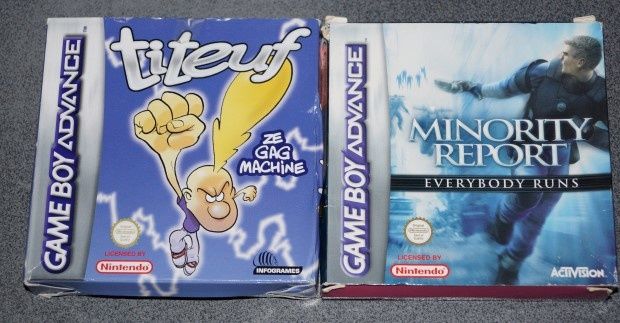 GAME BOY ADVANCE
titeuf
ZE
GAG
MACHINE
LICENSED BY
Nintendo
INFOGRAMES
GAME BOY ADVANCE
MINORITY
REPORT
EVERYBODY RUNS
LICENSED BY
Nintendo
ACTIVISION